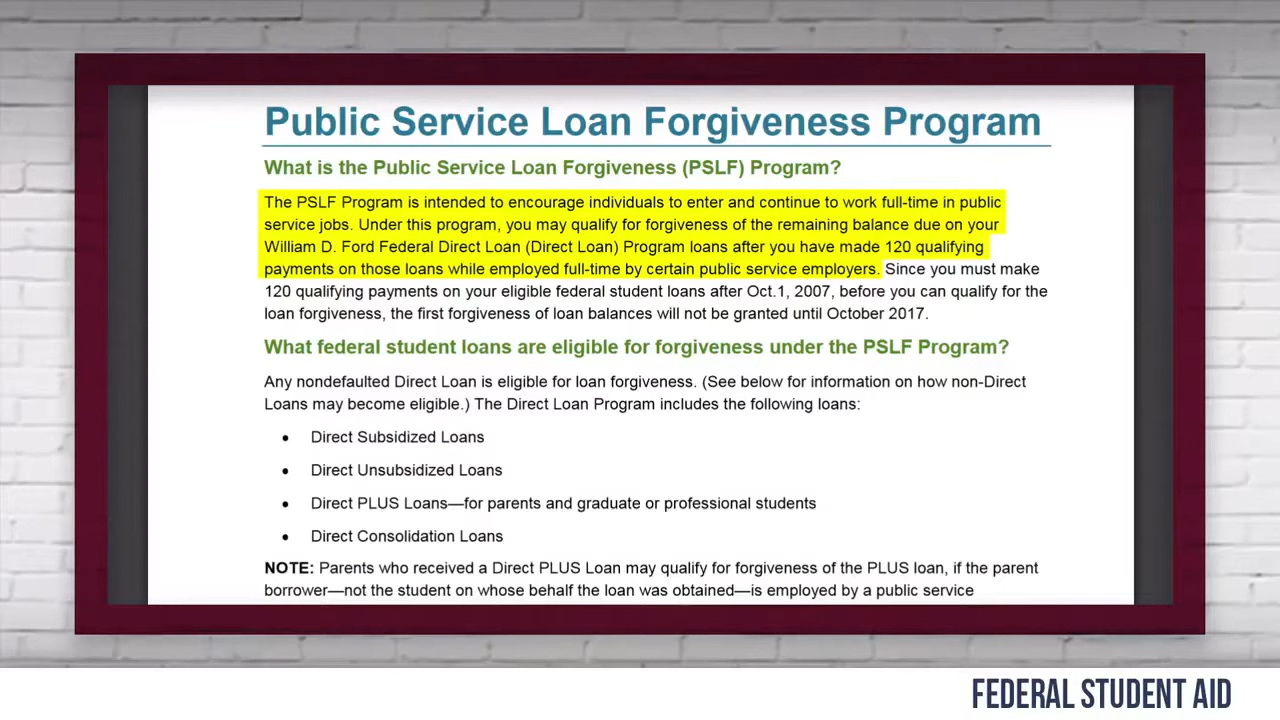 Public Service Loan Forgiveness Program
What is the Public Service Loan Forgiveness (PSLF) Program?
The PSLF Program is intended to encourage individuals to enter and continue to work full-time in public
service jobs. Under this program, you may qualify for forgiveness of the remaining balance due on your
William D. Ford Federal Direct Loan (Direct Loan) Program loans after you have made 120 qualifying
payments on those loans while employed full-time by certain public service employers. Since you must make
120 qualifying payments on your eligible federal student loans after Oct.1, 2007, before you can qualify for the
loan forgiveness, the first forgiveness of loan balances will not be granted until October 2017.
What federal student loans are eligible for forgiveness under the PSLF Program?
Any nondefaulted Direct Loan is eligible for loan forgiveness. (See below for information on how non-Direct
Loans may become eligible.) The Direct Loan Program includes the following loans:
• Direct Subsidized Loans
• Direct Unsubsidized Loans
• Direct PLUS Loans—for parents and graduate or professional students
• Direct Consolidation Loans
NOTE: Parents who received a Direct PLUS Loan may qualify for forgiveness of the PLUS loan, if the parent
borrower—not the student on whose behalf the loan was obtained—is employed by a public service
FEDERAL STUDENT AID